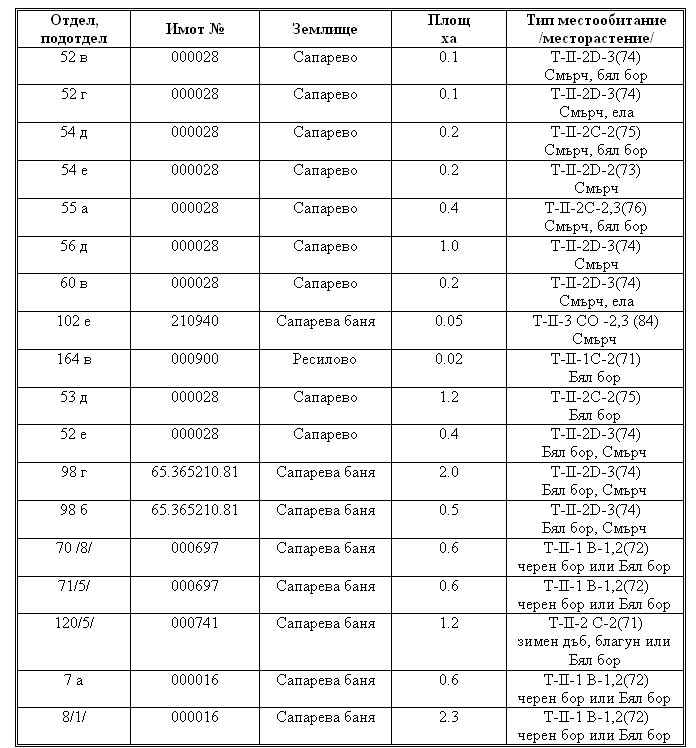 Отдел, подотдел | Имот № | Землище | Площ ха | Тип местообитание /месторастене/
52 в | 000028 | Сапарево | 0.1 | Т-II-2D-3(74) Смърч, бял бор
52 г | 000028 | Сапарево | 0.1 | Т-II-2D-3(74) Смърч, ела
54 д | 000028 | Сапарево | 0.2 | Т-II-2С-2(75) Смърч, бял бор
54 е | 000028 | Сапарево | 0.2 | Т-II-2D-2(73) Смърч
55 а | 000028 | Сапарево | 0.4 | Т-II-2С-2,3(76) Смърч, бял бор
56 д | 000028 | Сапарево | 1.0 | Т-II-2D-3(74) Смърч
60 в | 000028 | Сапарево | 0.2 | Т-II-2D-3(74) Смърч, ела
102 е | 210940 | Сапарева баня | 0.05 | Т-II-3 СО -2,3 (84) Смърч
164 в | 000900 | Ресилово | 0.02 | Т-II-1С-2(71) Бял бор
53 д | 000028 | Сапарево | 1.2 | Т-II-2С-2(75) Бял бор
52 е | 000028 | Сапарево | 0.4 | Т-II-2D-3(74) Бял бор, Смърч
98 г | 65.365210.81 | Сапарева баня | 2.0 | Т-II-2D-3(74) Бял бор, Смърч
98 б | 65.365210.81 | Сапарева баня | 0.5 | Т-II-2D-3(74) Бял бор, Смърч
70 /8/ | 000697 | Сапарева баня | 0.6 | Т-II-1 В-1,2(72) черен бор или Бял бор
71/5/ | 000697 | Сапарева баня | 0.6 | Т-II-1 В-1,2(72) черен бор или Бял бор
120/5/ | 000741 | Сапарева баня | 1.2 | Т-II-2 С-2(71) зимен дъб, благун или Бял бор
7 а | 000016 | Сапарева баня | 0.6 | Т-II-1 В-1,2(72) черен бор или Бял бор
8/1/ | 000016 | Сапарева баня | 2.3 | Т-II-1 В-1,2(72) черен бор или Бял бор